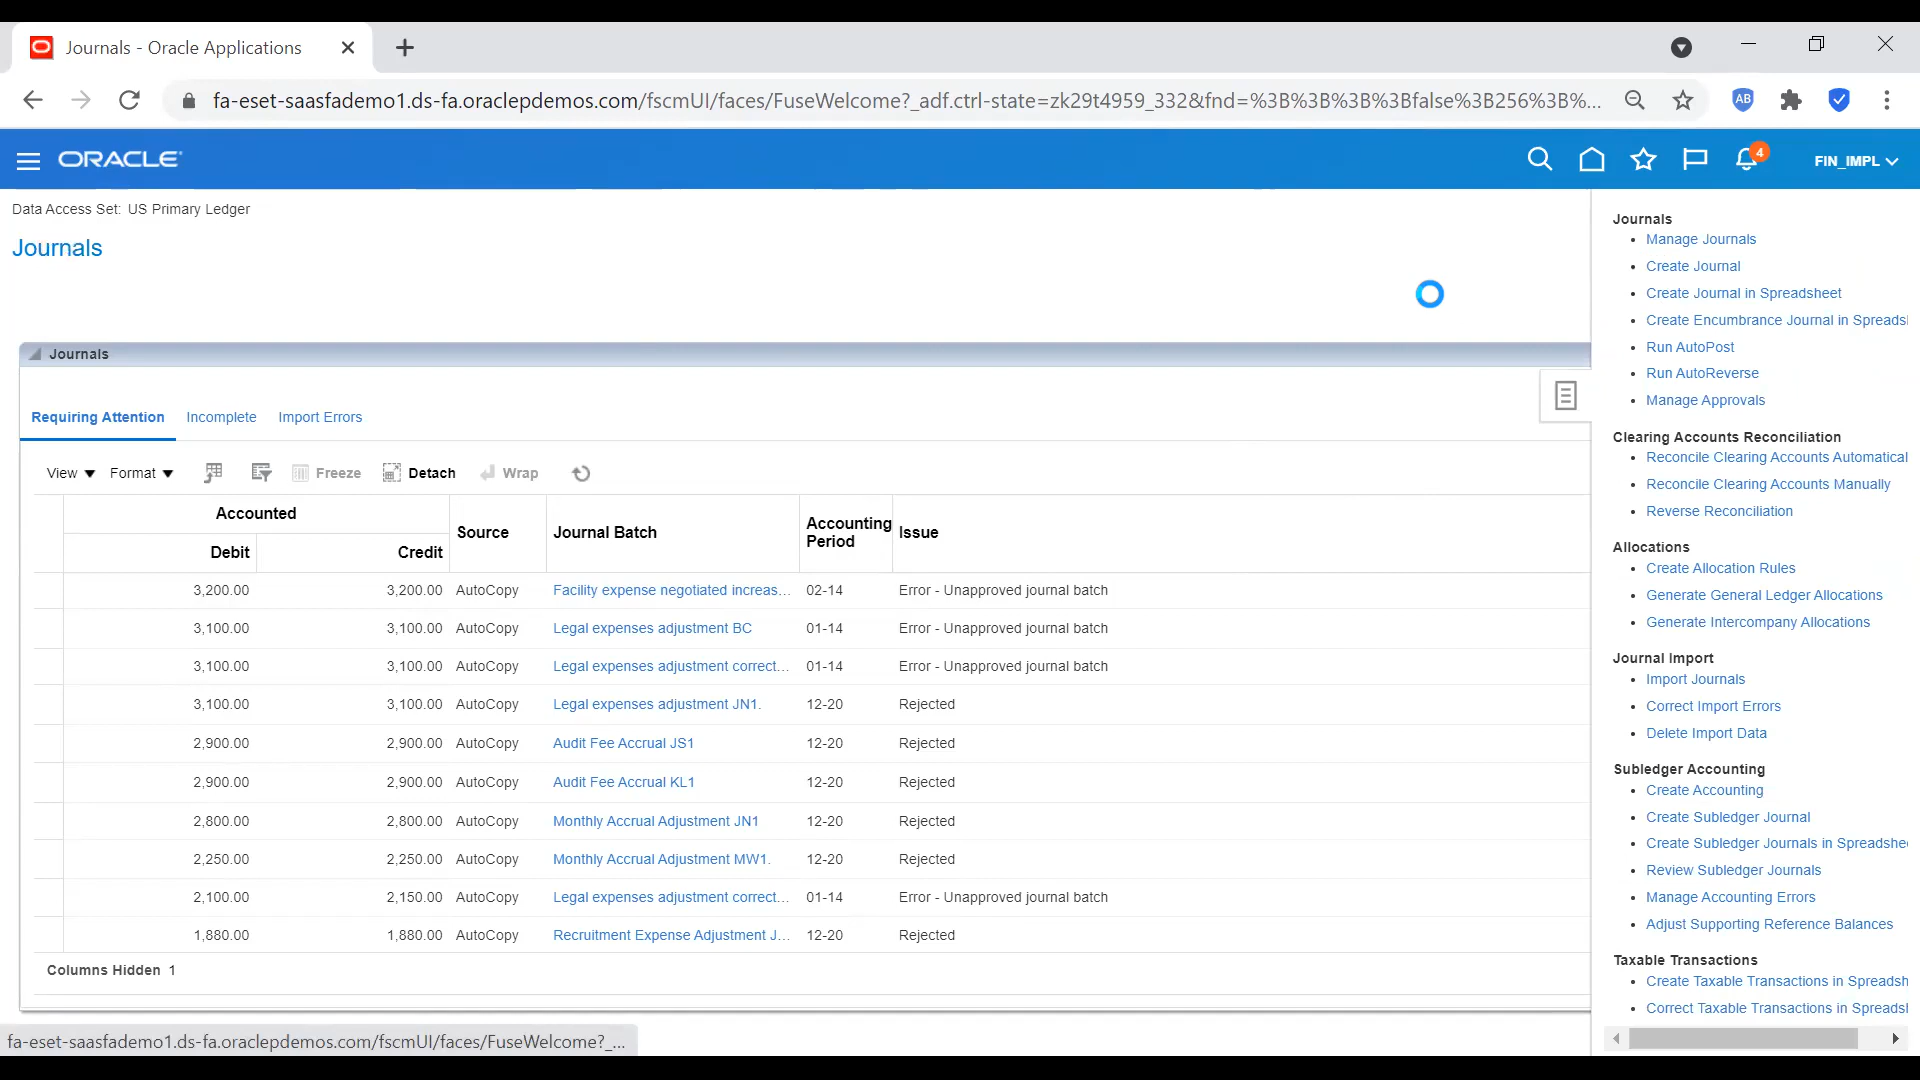 Journals - Oracle Applications
fa-eset-saasfademo1.ds-fa.oraclepdemos.com/fscmUI/faces/FuseWelcome?_adf.ctrl-state=zk29t4959_332&fnd=%3B%3B%3B%3Bfalse%3B256%3B%...
AB
ORACLE
4
FIN_IMPL
Data Access Set: US Primary Ledger
Journals
Journals
Requiring Attention Incomplete Import Errors
View Format Freeze Detach Wrap
Accounted Source Journal Batch Accounting Period Issue
Debit Credit
3,200.00 3,200.00 AutoCopy Facility expense negotiated increas... 02-14 Error - Unapproved journal batch
3,100.00 3,100.00 AutoCopy Legal expenses adjustment BC 01-14 Error - Unapproved journal batch
3,100.00 3,100.00 AutoCopy Legal expenses adjustment correct... 01-14 Error - Unapproved journal batch
3,100.00 3,100.00 AutoCopy Legal expenses adjustment JN1. 12-20 Rejected
2,900.00 2,900.00 AutoCopy Audit Fee Accrual JS1 12-20 Rejected
2,900.00 2,900.00 AutoCopy Audit Fee Accrual KL1 12-20 Rejected
2,800.00 2,800.00 AutoCopy Monthly Accrual Adjustment JN1 12-20 Rejected
2,250.00 2,250.00 AutoCopy Monthly Accrual Adjustment MW1. 12-20 Rejected
2,100.00 2,150.00 AutoCopy Legal expenses adjustment correct... 01-14 Error - Unapproved journal batch
1,880.00 1,880.00 AutoCopy Recruitment Expense Adjustment J... 12-20 Rejected
Columns Hidden 1
Journals
Manage Journals
Create Journal
Create Journal in Spreadsheet
Create Encumbrance Journal in Spreads
Run AutoPost
Run AutoReverse
Manage Approvals
Clearing Accounts Reconciliation
Reconcile Clearing Accounts Automatical
Reconcile Clearing Accounts Manually
Reverse Reconciliation
Allocations
Create Allocation Rules
Generate General Ledger Allocations
Generate Intercompany Allocations
Journal Import
Import Journals
Correct Import Errors
Delete Import Data
Subledger Accounting
Create Accounting
Create Subledger Journal
Create Subledger Journals in Spreadshe
Review Subledger Journals
Manage Accounting Errors
Adjust Supporting Reference Balances
Taxable Transactions
Create Taxable Transactions in Spreadsh
Correct Taxable Transactions in Spreads
fa-eset-saasfademo1.ds-fa.oraclepdemos.com/fscmUI/faces/FuseWelcome?_...